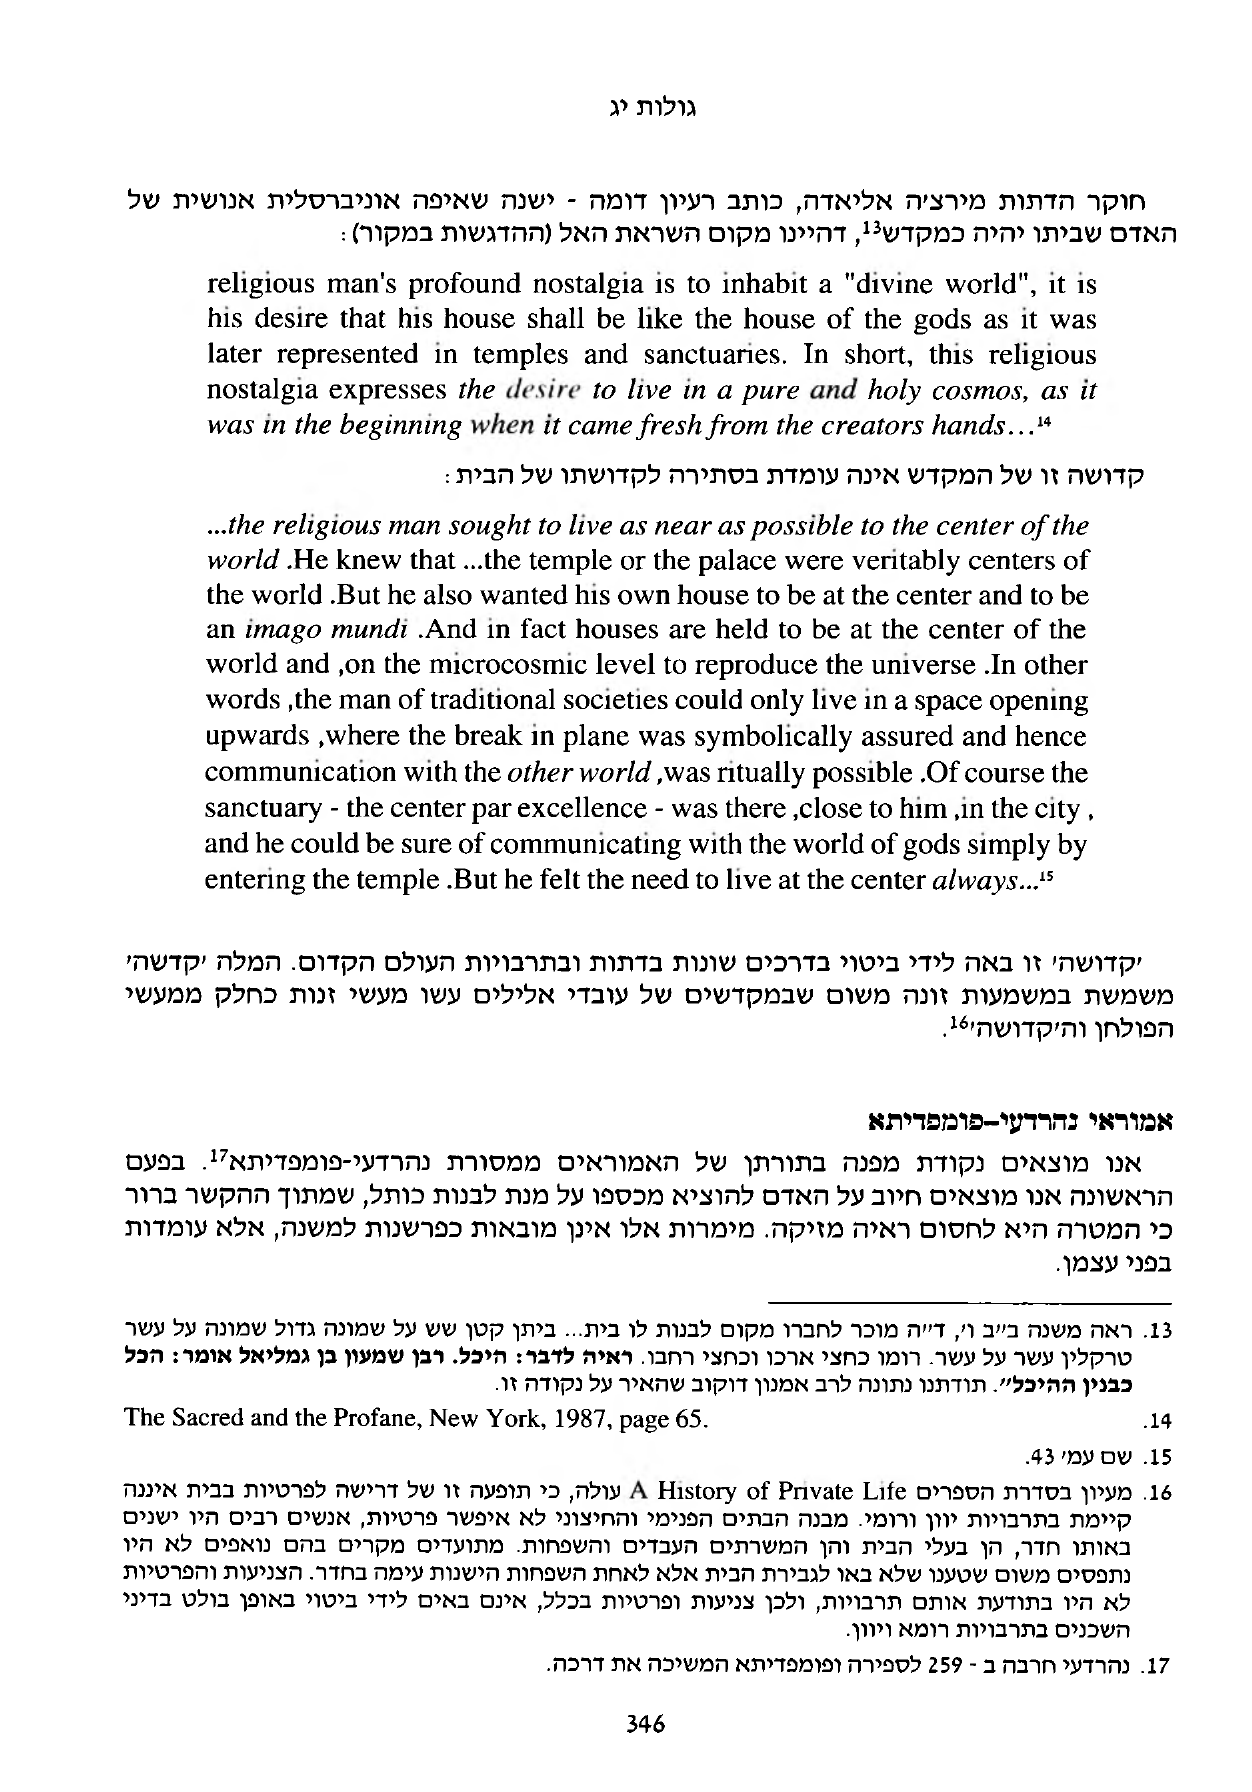 גולות יג
חוקר הדתות מירצ'ה אליאדה, כותב רעיון דומה - ישנה שאיפה אוניברסלית אנושית של
האדם שביתו יהיה כמקדש13, דהיינו מקום השראת האל (ההדגשות במקור):
religious man's profound nostalgia is to inhabit a "divine world", it is
his desire that his house shall be like the house of the gods as it was
later represented in temples and sanctuaries. In short, this religious
nostalgia expresses the desire to live in a pure and holy cosmos, as it
was in the beginning when it came fresh from the creators hands...14
קדושה זו של המקדש אינה עומדת בסתירה לקדושתו של הבית:
...the religious man sought to live as near as possible to the center of the
world .He knew that ...the temple or the palace were veritably centers of
the world .But he also wanted his own house to be at the center and to be
an imago mundi .And in fact houses are held to be at the center of the
world and ,on the microcosmic level to reproduce the universe .In other
words ,the man of traditional societies could only live in a space opening
upwards ,where the break in plane was symbolically assured and hence
communication with the other world ,was ritually possible .Of course the
sanctuary - the center par excellence - was there ,close to him ,in the city ,
and he could be sure of communicating with the world of gods simply by
entering the temple .But he felt the need to live at the center always...15
'קדושה' זו באה לידי ביטוי בדרכים שונות בדתות ובתרבויות העולם הקדום. המלה 'קדשה'
משמשת במשמעות זונה משום שבמקדשים של עובדי אלילים עשו מעשי זנות כחלק ממעשי
הפולחן וה'קדושה'16.
אמוראי נהרדעי–פומפדיתא
אנו מוצאים נקודת מפנה בתורתן של האמוראים ממסורת נהרדעי-פומפדיתא17. בפעם
הראשונה אנו מוצאים חיוב על האדם להוציא מכספו על מנת לבנות כותל, שמתוך ההקשר ברור
כי המטרה היא לחסום ראיה מזיקה. מימרות אלו אינן מובאות כפרשנות למשנה, אלא עומדות
בפני עצמן.
13. ראה משנה ב"ב ו', ד"ה מוכר לחברו מקום לבנות לו בית... ביתן קטן שש על שמונה גדול שמונה על עשר
טרקלין עשר על עשר. רומו כחצי ארכו וכחצי רחבו. ראיה לדבר: היכל. רבן שמעון בן גמליאל אומר: הכל
כבנין ההיכל". תודתנו נתונה לרב אמנון דוקוב שהאיר על נקודה זו.
14. The Sacred and the Profane, New York, 1987, page 65.
15. שם עמ' 43.
16. מעיון בסדרת הספרים A History of Private Life עולה, כי תופעה זו של דרישה לפרטיות בבית איננה
קיימת בתרבויות יוון ורומי. מבנה הבתים הפנימי והחיצוני לא איפשר פרטיות, אנשים רבים היו ישנים
באותו חדר, הן בעלי הבית והן המשרתים העבדים והשפחות. מתועדים מקרים בהם נואפים לא היו
נתפסים משום שטענו שלא באו לגבירת הבית אלא לאחת השפחות הישנות עימה בחדר. הצניעות והפרטיות
לא היו בתודעת אותם תרבויות, ולכן צניעות ופרטיות בכלל, אינם באים לידי ביטוי באופן בולט בדיני
השכנים בתרבויות רומא ויוון.
17. נהרדעי חרבה ב - 259 לספירה ופומפדיתא המשיכה את דרכה.
346